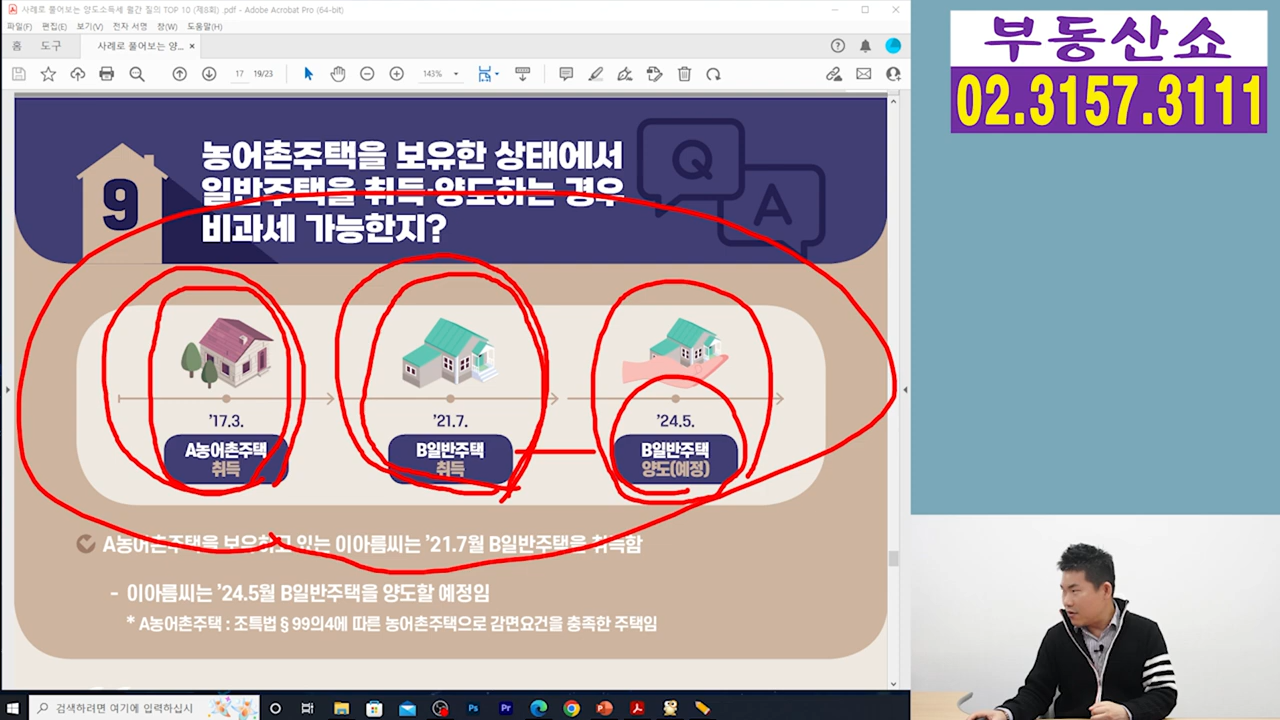 사례로 풀어보는 양도소득세 월간 질의 TOP 10 (제8회) .pdf - Adobe Acrobat Pro (64-bit)
파일(F) 편집(E) 보기(V) 전자 서명 창(W) 도움말(H)
홈 도구 사례로 풀어보는 양... ×
17 19/23 143%
부동산쇼
02.3157.3111
9
농어촌주택을 보유한 상태에서
일반주택을 취득·양도하는 경우
비과세 가능한지?
Q
A
'17.3. '21.7. '24.5.
A농어촌주택 B일반주택 B일반주택
취득 취득 양도(예정)
A농어촌주택을 보유하고 있는 이아름씨는 '21.7월 B일반주택을 취득함
- 이아름씨는 '24.5월 B일반주택을 양도할 예정임
* A농어촌주택 : 조특법 § 99의4에 따른 농어촌주택으로 감면요건을 충족한 주택임
검색하려면 여기에 입력하십시
Ps Pr